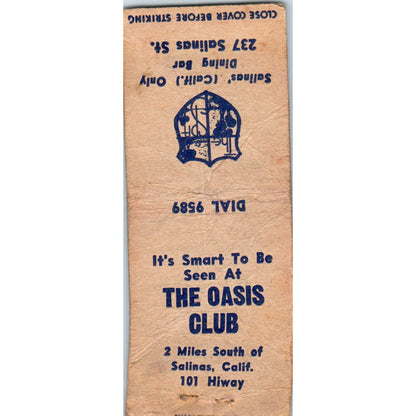 CLOSE COVER BEFORE STRIKING
237 Salinas St.
Salinas' (Calif.) Only
Dining Bar
DIAL 9589
It's Smart To Be
Seen At
THE OASIS
CLUB
2 Miles South of
Salinas, Calif.
101 Hiway